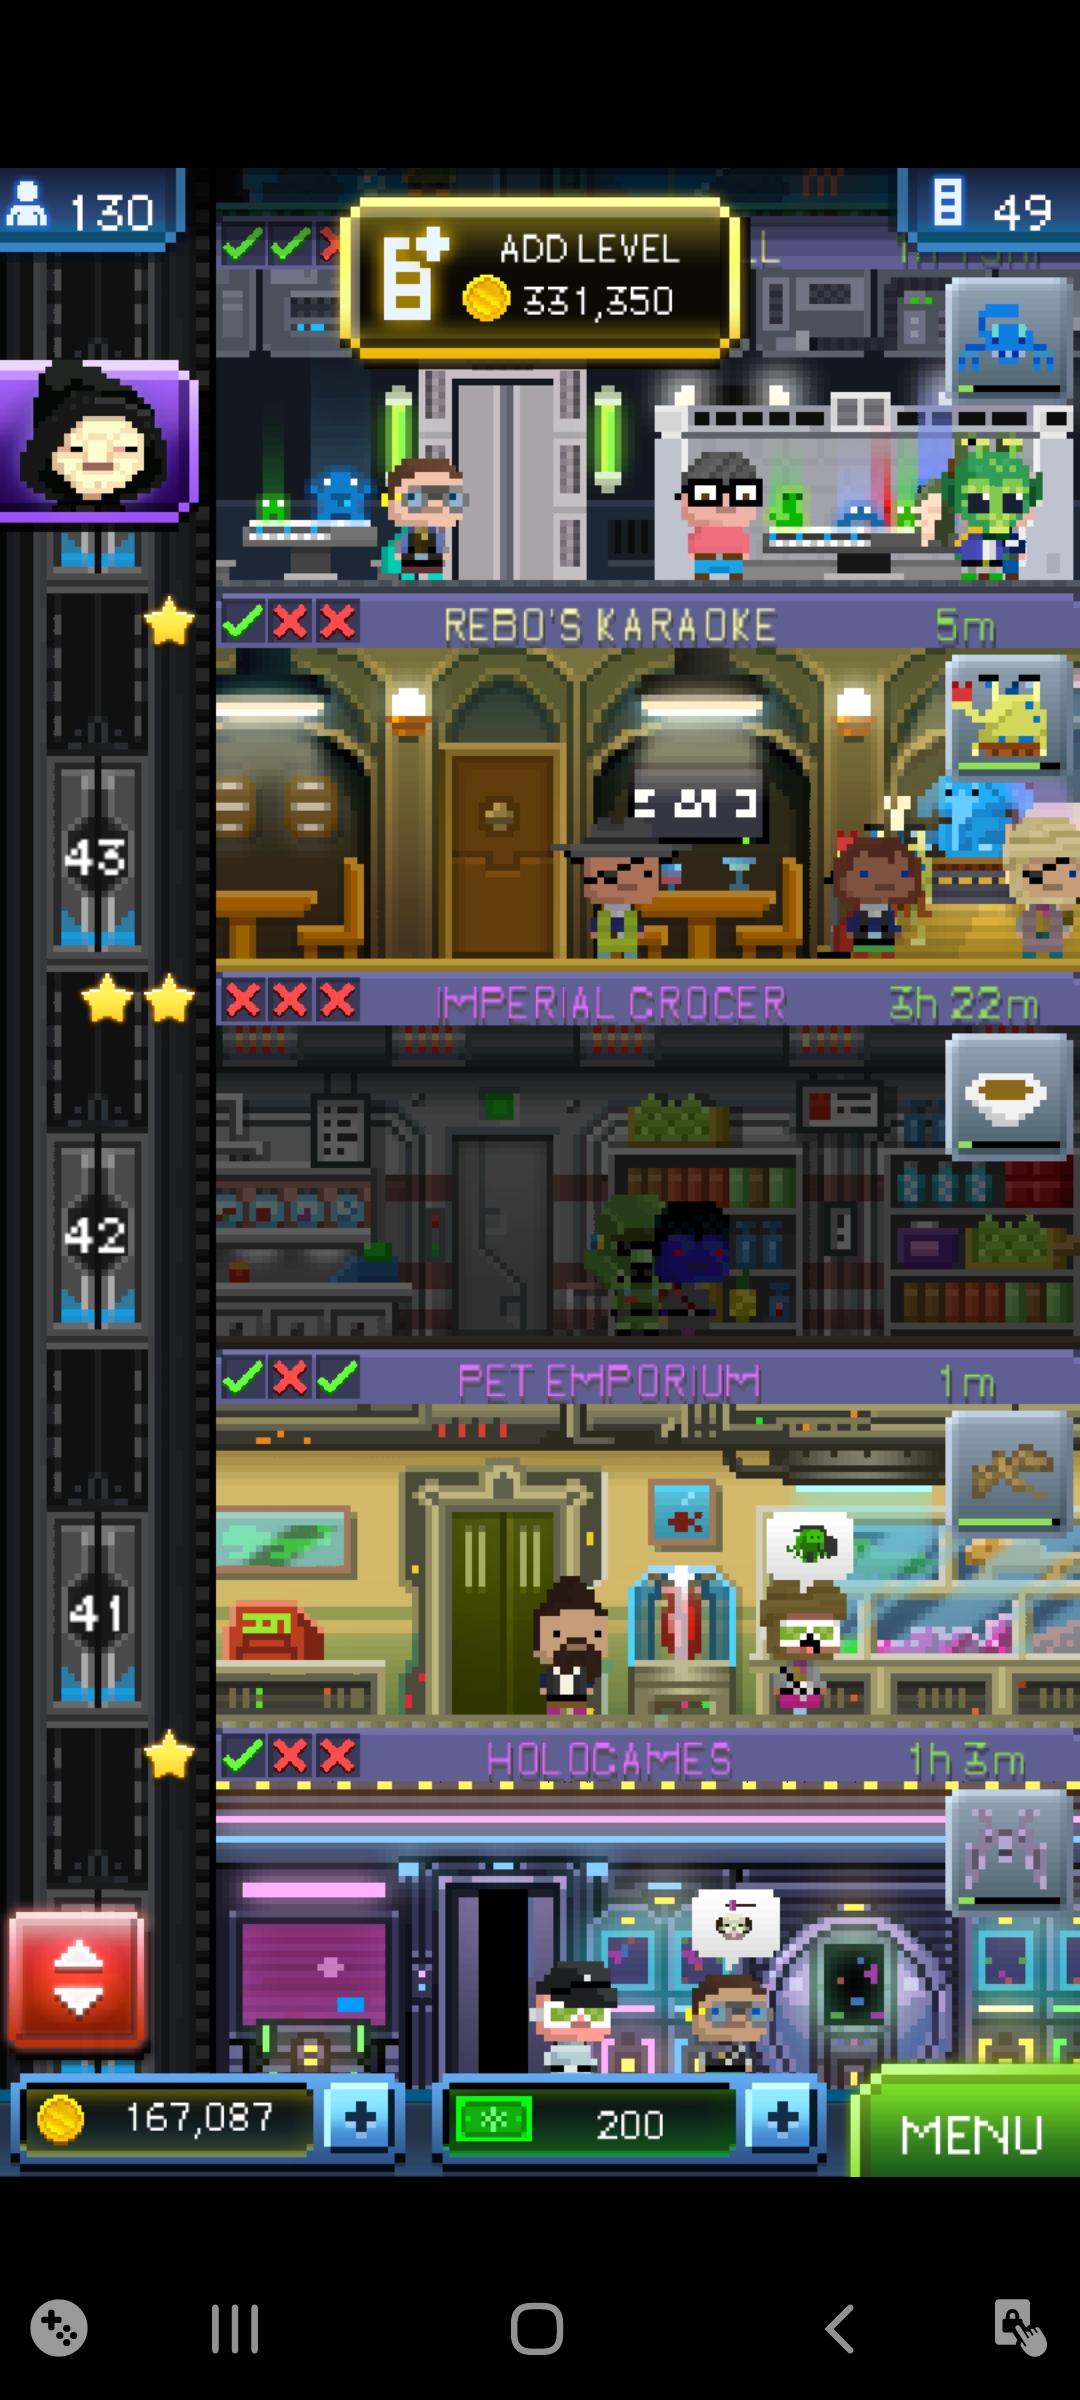 130
ADD LEVEL
331,350
49
REBO'S KARAOKE 5m
43
IMPERIAL GROCER 3h 22m
42
PET EMPORIUM 1m
41
HOLOGAMES 1h 3m
167,087
200
MENU